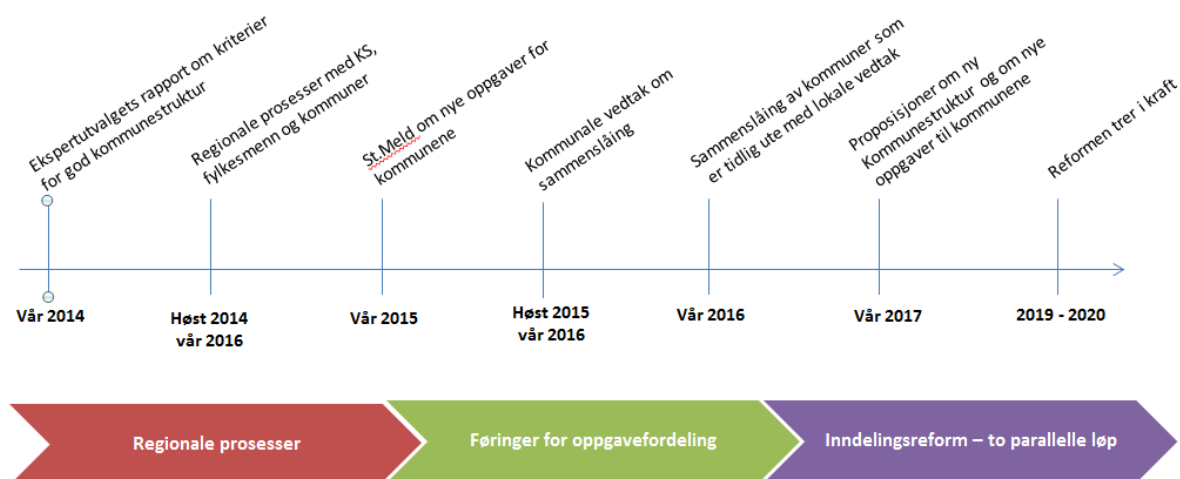 Ekspertutvalgets rapport om kriterier
for god kommunestruktur
Regionale prosesser med KS,
fylkesmenn og kommuner
St.Meld om nye oppgaver for
kommunene
Kommunale vedtak om
sammenslåing
Sammenslåing av kommuner som
er tidlig ute med lokale vedtak
Proposisjoner om ny
Kommunestruktur og om nye
oppgaver til kommunene
Reformen trer i kraft
Vår 2014
Høst 2014
vår 2016
Vår 2015
Høst 2015
vår 2016
Vår 2016
Vår 2017
2019 - 2020
Regionale prosesser
Føringer for oppgavefordeling
Inndelingsreform – to parallelle løp